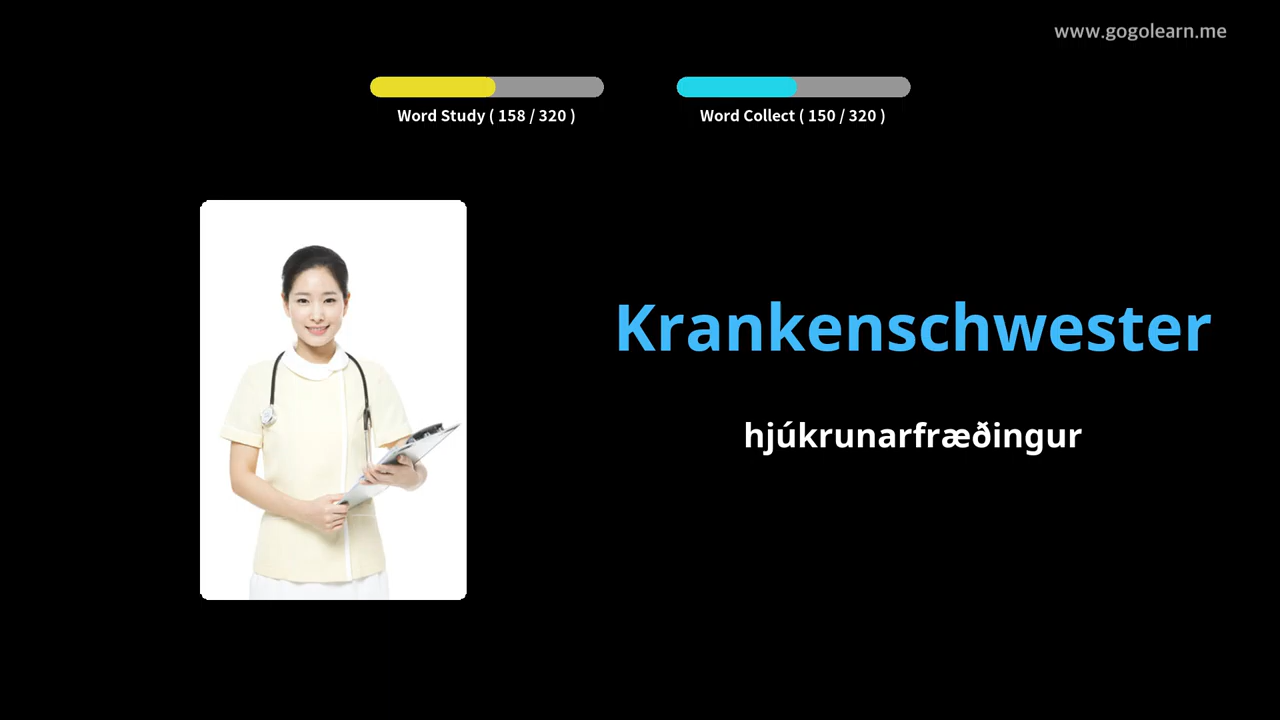 www.gogolearn.me
Word Study ( 158 / 320 )
Word Collect ( 150 / 320 )
Krankenschwester
hjúkrunarfræðingur